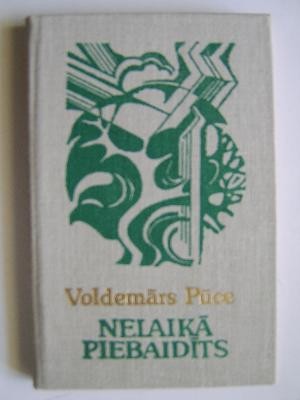 Voldemārs Pūce
NELAIKĀ
PIEBAIDĪTS